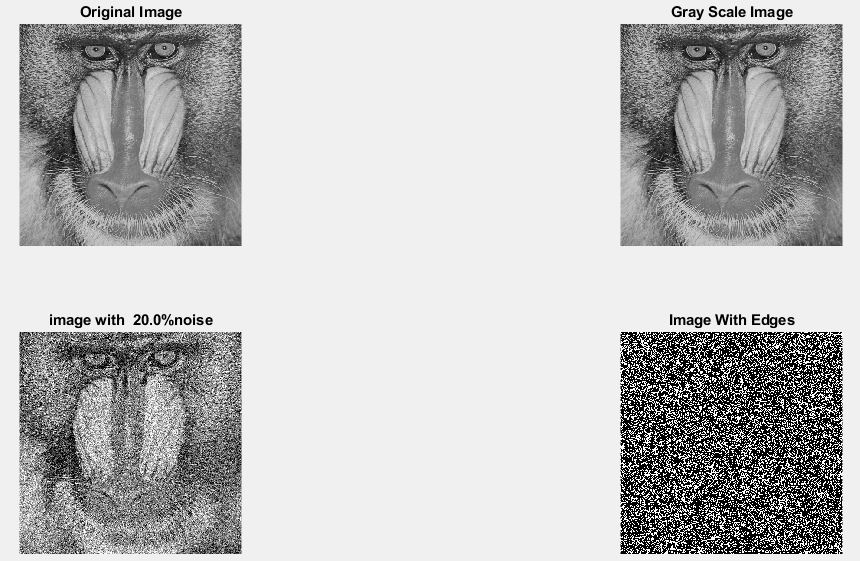 Original Image
Gray Scale Image
image with  20.0%noise
Image With Edges